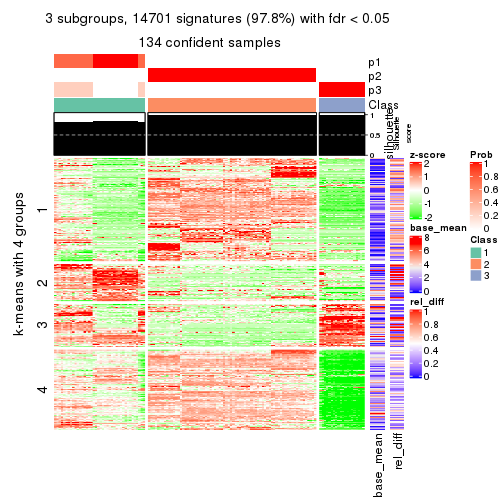 3 subgroups, 14701 signatures (97.8%) with fdr < 0.05
134 confident samples
p1
p2
p3
Class
1
0.5
0
silhouette
Silhouette
score
k-means with 4 groups
1
2
3
4
base_mean
rel_diff
z-score
2
1
0
-1
-2
base_mean
8
6
4
2
0
rel_diff
1
0.8
0.6
0.4
0.2
0
Prob
1
0.8
0.6
0.4
0.2
0
Class
1
2
3